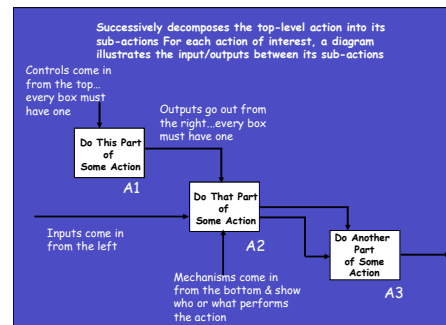 Successively decomposes the top-level action into its
sub-actions For each action of interest, a diagram
illustrates the input/outputs between its sub-actions
Controls come in
from the top...
every box must
have one
Outputs go out from
the right...every box
must have one
Do This Part
of
Some Action
A1
Do That Part
of
Some Action
A2
Inputs come in
from the left
Do Another
Part
of Some
Action
A3
Mechanisms come in
from the bottom & show
who or what performs
the action